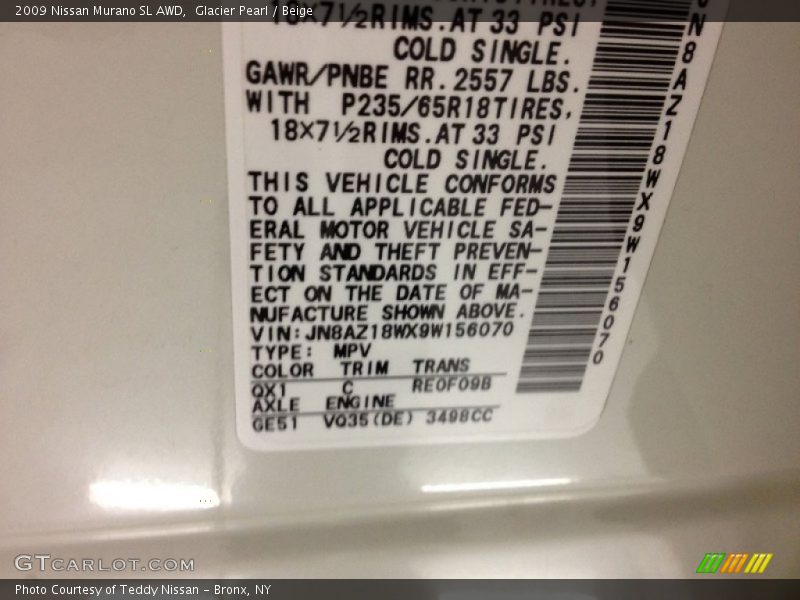 2009 Nissan Murano SL AWD,  Glacier Pearl / Beige
18X7½RIMS.AT 33 PSI
COLD SINGLE.
GAWR/PNBE RR. 2557 LBS.
WITH P235/65R18TIRES,
18X7½RIMS.AT 33 PSI
COLD SINGLE.
THIS VEHICLE CONFORMS
TO ALL APPLICABLE FED-
ERAL MOTOR VEHICLE SA-
FETY AND THEFT PREVEN-
TION STANDARDS IN EFF-
ECT ON THE DATE OF MA-
NUFACTURE SHOWN ABOVE.
VIN:JN8AZ18WX9W156070
TYPE: MPV
COLOR TRIM TRANS
QX1 C RE0F09B
AXLE ENGINE
GE51 VQ35(DE) 3498CC
N8AZ18WX9W156070
GTCARLOT.COM
Photo Courtesy of Teddy Nissan – Bronx, NY